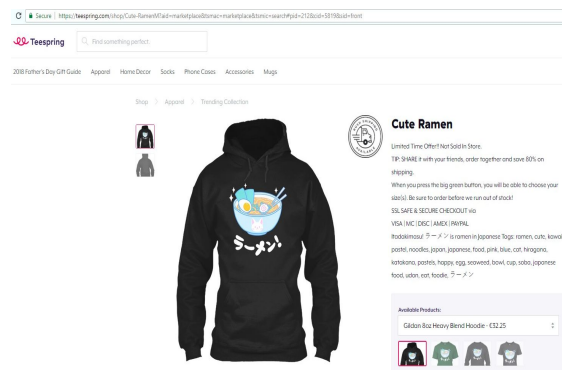 Secure | https://teespring.com/shop/Cute-RamenM?aid=marketplace&tsmac=marketplace&tsmic=search#pid=212&cid=5819&sid=front
Teespring
Find something perfect
2018 Father's Day Gift Guide Apparel Home Decor Socks Phone Cases Accessories Mugs
Shop > Apparel > Trending Collection
Cute Ramen
Limited Time Offer!! Not Sold In Store.
TIP: SHARE it with your friends, order together and save 80% on
shipping.
When you press the big green button, you will be able to choose your
size(s). Be sure to order before we run out of stock!
SSL SAFE & SECURE CHECKOUT via
VISA | MC | DISC | AMEX | PAYPAL
Itadakimasu! ラーメン is ramen in japanese Tags: ramen, cute, kawai
pastel, noodles, japan, japanese, food, pink, blue, cat, hiragana,
katakana, pastels, happy, egg, seaweed, bowl, cup, soba, japanese
food, udon, eat, foodie, ラーメン
らーメン!
Available Products:
Gildan 8oz Heavy Blend Hoodie - €32.25